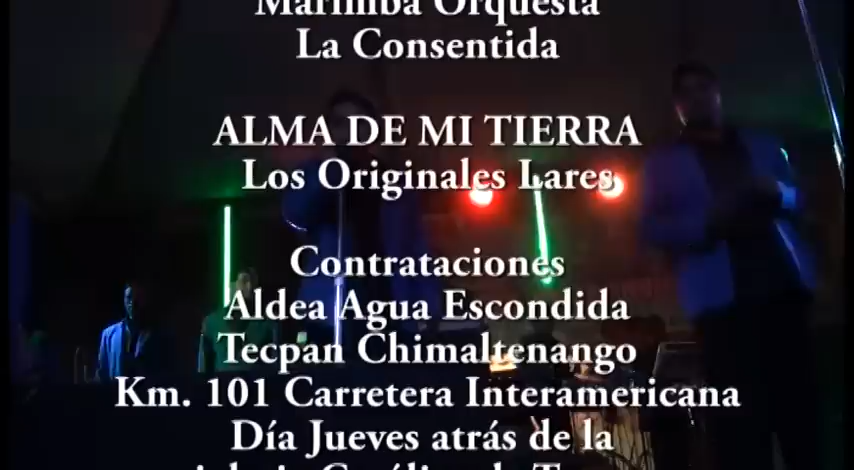 Marimba Orquesta
La Consentida
ALMA DE MI TIERRA
Los Originales Lares
Contrataciones
Aldea Agua Escondida
Tecpan Chimaltenango
Km. 101 Carretera Interamericana
Día Jueves atrás de la